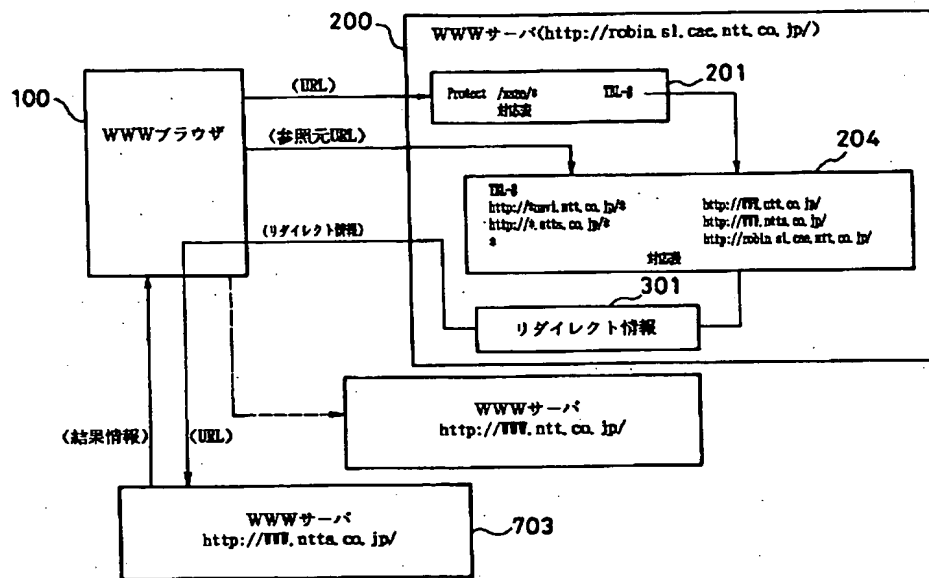 200
WWWサーバ(http://robin.sl.cae.ntt.co.jp/)
201
Protect
対応表
100
WWWブラウザ
(URL)
(参照元URL)
(リダイレクト情報)
204
http://WWW.ntt.co.jp/
http://WWW.ntta.co.jp/
http://robin.sl.cae.ntt.co.jp/
対応表
301
リダイレクト情報
WWWサーバ
http://WWW.ntt.co.jp/
(結果情報)
(URL)
WWWサーバ
http://WWW.ntta.co.jp/
703